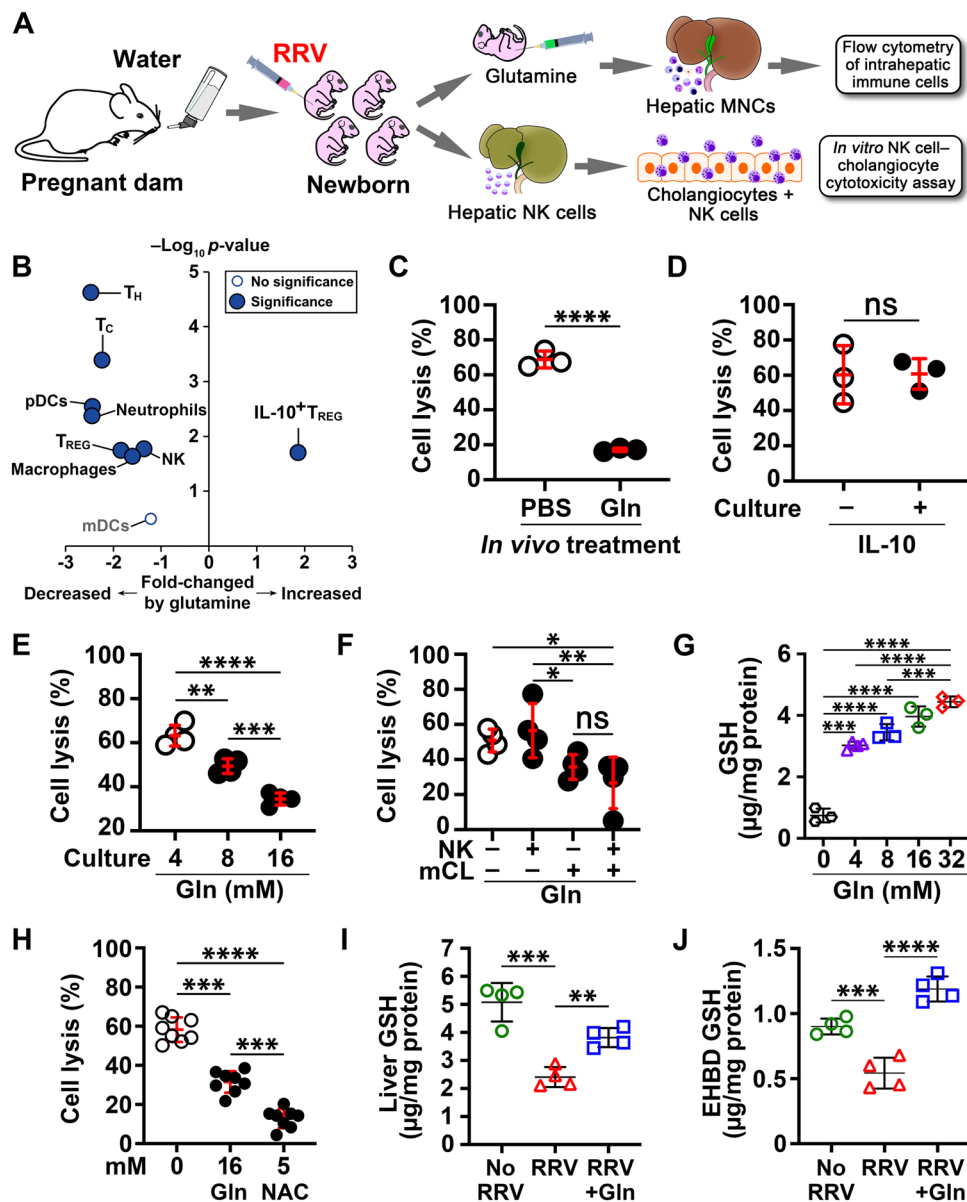 A
Water
RRV
Pregnant dam
Newborn
Glutamine
Hepatic MNCs
Flow cytometry
of intrahepatic
immune cells
Hepatic NK cells
Cholangiocytes +
NK cells
In vitro NK cell–
cholangiocyte
cytotoxicity assay
B
–Log10 p-value
5
4
3
2
1
No significance
Significance
TH
TC
pDCs
Neutrophils
TREG
NK
Macrophages
mDCs
IL-10+TREG
-3 -2 -1 0 1 2 3
Decreased
Fold-changed
by glutamine
Increased
C
Cell lysis (%)
100
80
60
40
20
0
****
PBS Gln
In vivo treatment
D
Cell lysis (%)
100
80
60
40
20
0
ns
Culture – +
IL-10
E
Cell lysis (%)
100
80
60
40
20
****
**
***
Culture 4 8 16
Gln (mM)
F
Cell lysis (%)
100
80
60
40
20
0
*
**
*
ns
NK – + – +
mCL – – + +
Gln
G
GSH
(µg/mg protein)
6
4
2
0
****
****
***
****
****
***
0 4 8 16 32
Gln (mM)
H
Cell lysis (%)
100
80
60
40
20
0
****
***
***
mM 0 16 5
Gln NAC
I
Liver GSH
(µg/mg protein)
7
6
5
4
3
2
1
0
***
**
No
RRV
RRV
RRV
+Gln
J
EHBD GSH
(µg/mg protein)
1.5
1.0
0.5
0
***
****
No
RRV
RRV
RRV
+Gln